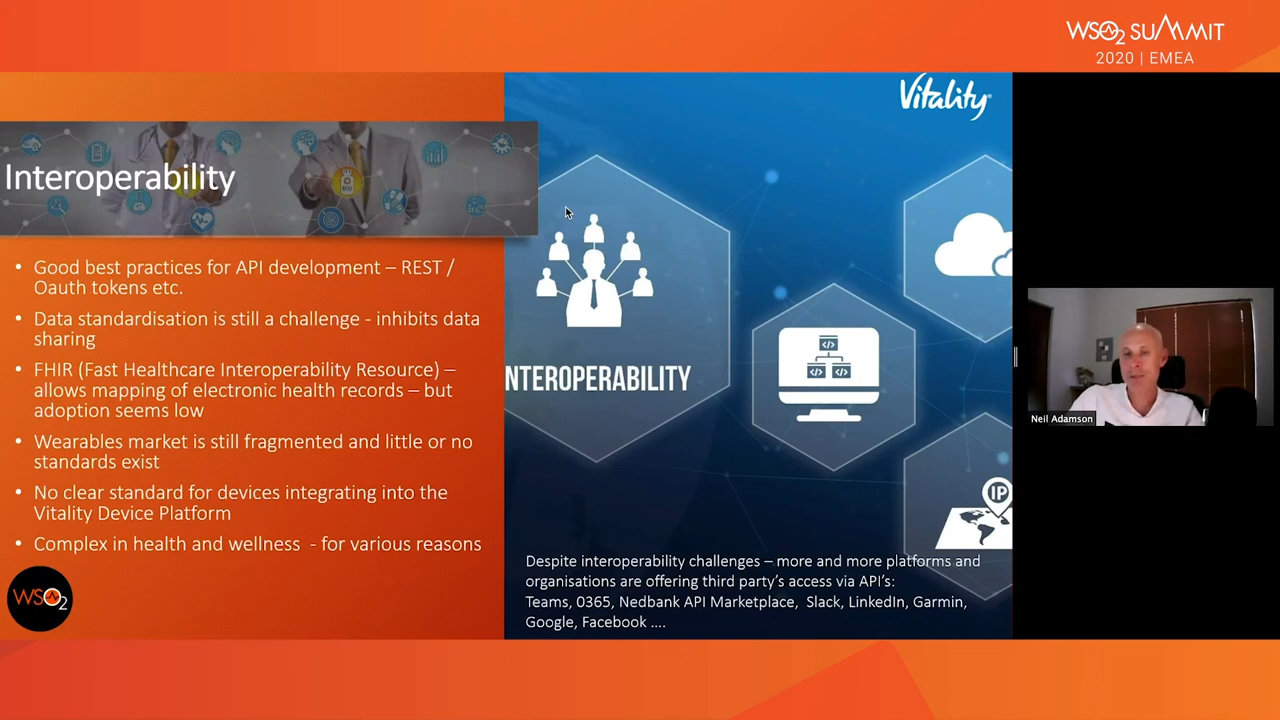 WSO2 SUMMIT
2020 | EMEA
Vitality
Interoperability
• Good best practices for API development – REST /
Oauth tokens etc.
• Data standardisation is still a challenge - inhibits data
sharing
• FHIR (Fast Healthcare Interoperability Resource) –
allows mapping of electronic health records – but
adoption seems low
• Wearables market is still fragmented and little or no
standards exist
• No clear standard for devices integrating into the
Vitality Device Platform
• Complex in health and wellness - for various reasons
WSO2
NTEROPERABILITY
</>
</> </>
IP
Despite interoperability challenges – more and more platforms and
organisations are offering third party's access via API's:
Teams, 0365, Nedbank API Marketplace, Slack, LinkedIn, Garmin,
Google, Facebook ....
Neil Adamson